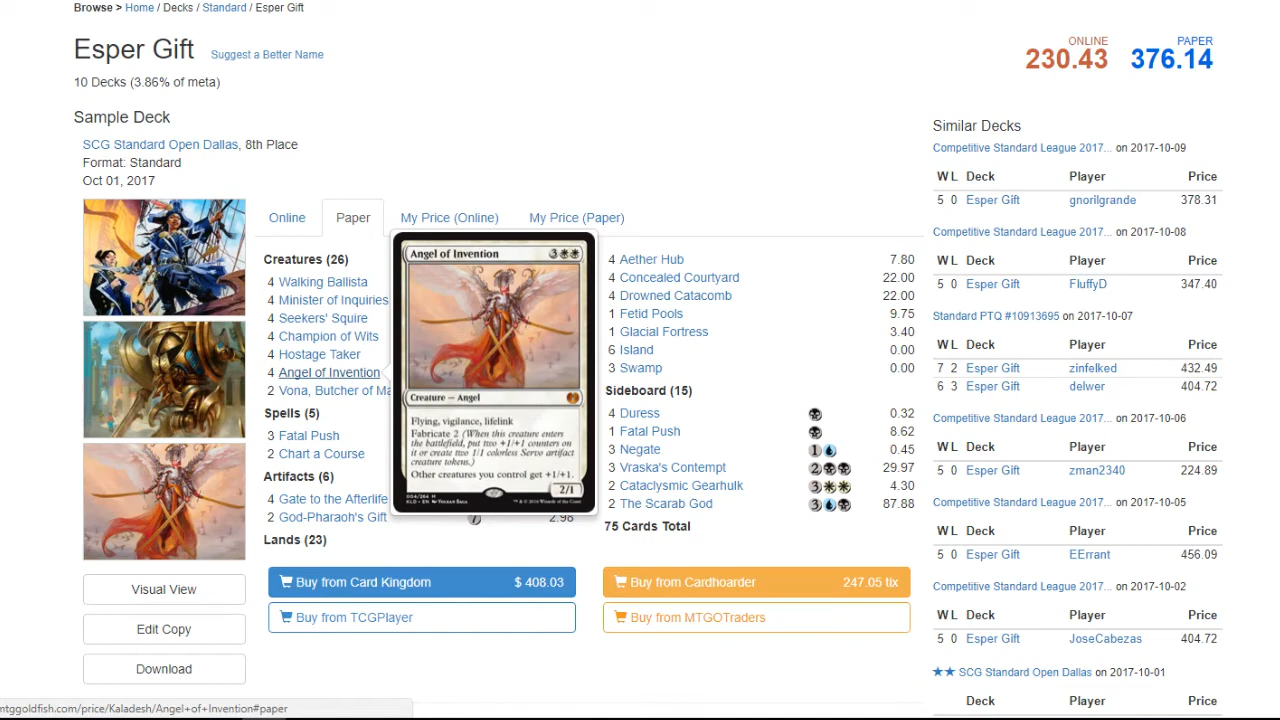 Browse > Home / Decks / Standard / Esper Gift
Esper Gift Suggest a Better Name
ONLINE PAPER
230.43 376.14
10 Decks (3.86% of meta)
Sample Deck
SCG Standard Open Dallas, 8th Place
Format: Standard
Oct 01, 2017
Online Paper My Price (Online) My Price (Paper)
Creatures (26)
4 Walking Ballista
4 Minister of Inquiries
4 Seekers' Squire
4 Champion of Wits
4 Hostage Taker
4 Angel of Invention
2 Vona, Butcher of Ma
Spells (5)
3 Fatal Push
2 Chart a Course
Artifacts (6)
4 Gate to the Afterlife
2 God-Pharaoh's Gift 2.98
Lands (23)
Angel of Invention 3
Creature — Angel
Flying, vigilance, lifelink
Fabricate 2 (When this creature enters
the battlefield, put two +1/+1 counters on
it or create two 1/1 colorless Servo artifact
creature tokens.)
Other creatures you control get +1/+1.
2/1
4 Aether Hub 7.80
4 Concealed Courtyard 22.00
4 Drowned Catacomb 22.00
1 Fetid Pools 9.75
1 Glacial Fortress 3.40
6 Island 0.00
3 Swamp 0.00
Sideboard (15)
4 Duress 0.32
1 Fatal Push 8.62
3 Negate 1 0.45
3 Vraska's Contempt 2 29.97
2 Cataclysmic Gearhulk 3 4.30
2 The Scarab God 3 87.88
75 Cards Total
Buy from Card Kingdom $ 408.03
Buy from TCGPlayer
Buy from Cardhoarder 247.05 tix
Buy from MTGOTraders
Visual View
Edit Copy
Download
Similar Decks
Competitive Standard League 2017... on 2017-10-09
W L Deck Player Price
5 0 Esper Gift gnorilgrande 378.31
Competitive Standard League 2017... on 2017-10-08
W L Deck Player Price
5 0 Esper Gift FluffyD 347.40
Standard PTQ #10913695 on 2017-10-07
W L Deck Player Price
7 2 Esper Gift zinfelked 432.49
6 3 Esper Gift delwer 404.72
Competitive Standard League 2017... on 2017-10-06
W L Deck Player Price
5 0 Esper Gift zman2340 224.89
Competitive Standard League 2017... on 2017-10-05
W L Deck Player Price
5 0 Esper Gift EErrant 456.09
Competitive Standard League 2017... on 2017-10-02
W L Deck Player Price
5 0 Esper Gift JoseCabezas 404.72
★★ SCG Standard Open Dallas on 2017-10-01
Deck Player Price
mtggoldfish.com/price/Kaladesh/Angel+of+Invention#paper